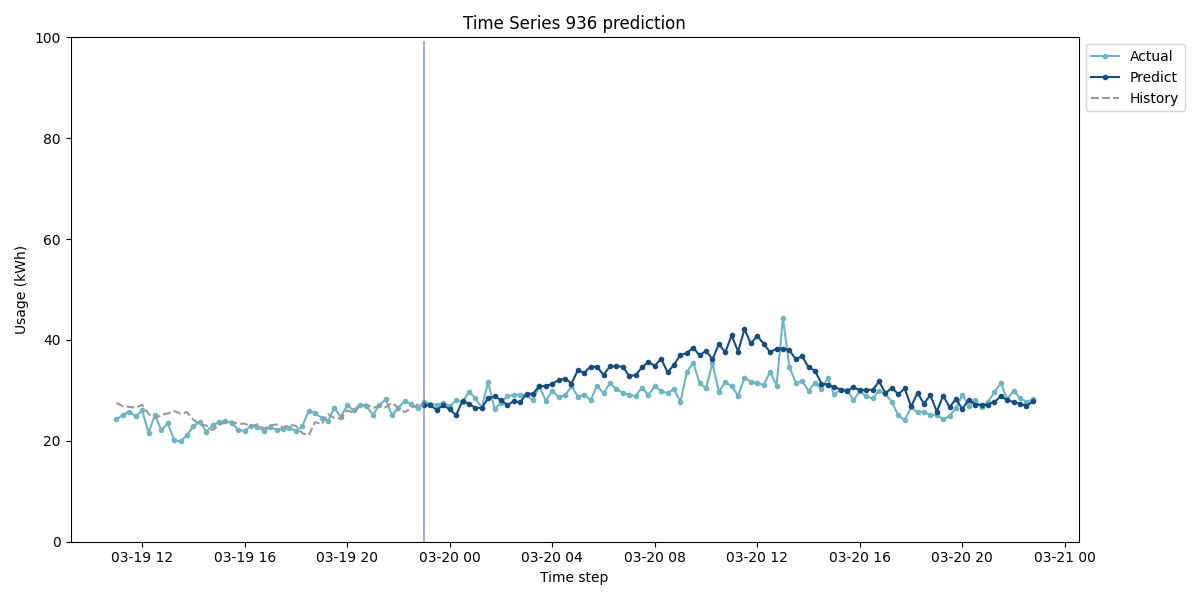 Time Series 936 prediction
100
80
60
40
20
0
Usage (kWh)
03-19 12
03-19 16
03-19 20
03-20 00
03-20 04
03-20 08
03-20 12
03-20 16
03-20 20
03-21 00
Time step
Actual
Predict
History